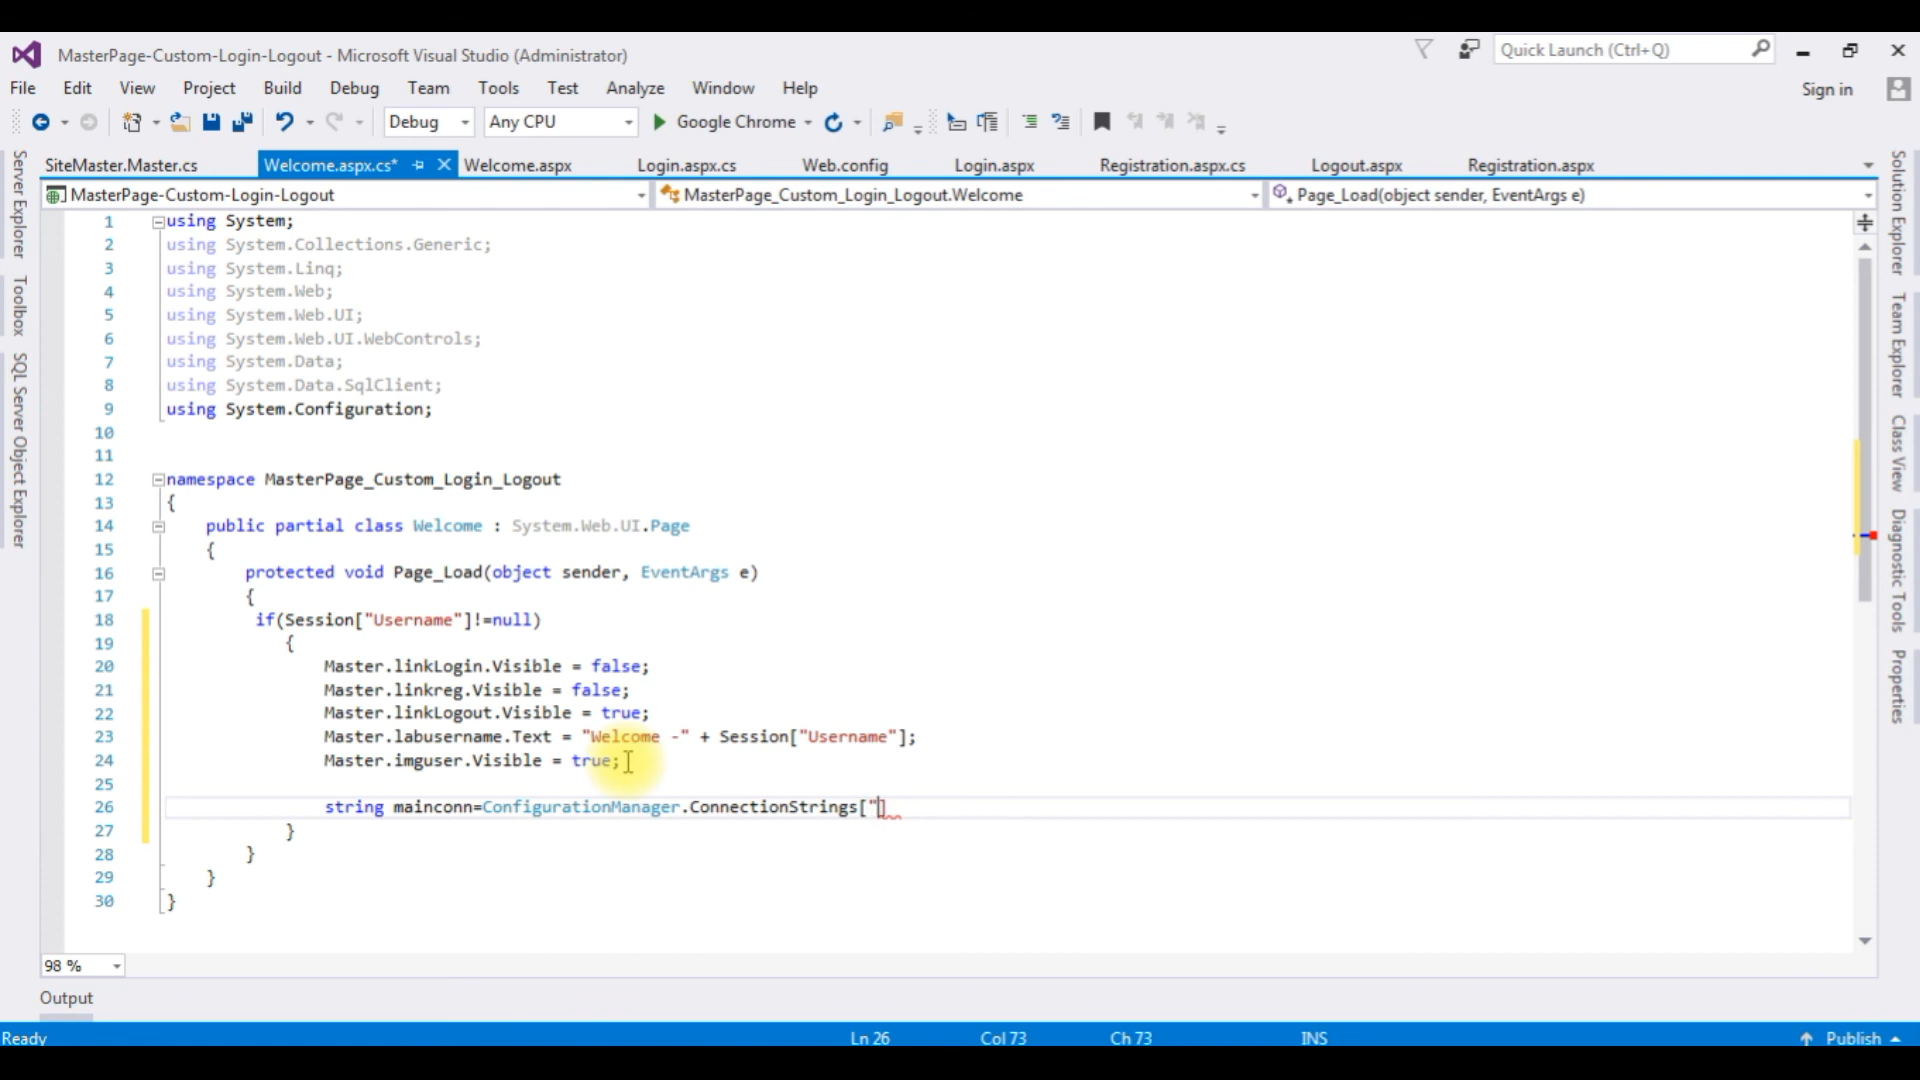 MasterPage-Custom-Login-Logout - Microsoft Visual Studio (Administrator)
Quick Launch (Ctrl+Q)
File Edit View Project Build Debug Team Tools Test Analyze Window Help
Sign in
Debug Any CPU Google Chrome
SiteMaster.Master.cs Welcome.aspx.cs* Welcome.aspx Login.aspx.cs Web.config Login.aspx Registration.aspx.cs Logout.aspx Registration.aspx
MasterPage-Custom-Login-Logout MasterPage_Custom_Login_Logout.Welcome Page_Load(object sender, EventArgs e)
Server Explorer
Toolbox
SQL Server Object Explorer
1 using System;
2 using System.Collections.Generic;
3 using System.Linq;
4 using System.Web;
5 using System.Web.UI;
6 using System.Web.UI.WebControls;
7 using System.Data;
8 using System.Data.SqlClient;
9 using System.Configuration;
10
11
12 namespace MasterPage_Custom_Login_Logout
13 {
14 public partial class Welcome : System.Web.UI.Page
15 {
16 protected void Page_Load(object sender, EventArgs e)
17 {
18 if(Session["Username"]!=null)
19 {
20 Master.linkLogin.Visible = false;
21 Master.linkreg.Visible = false;
22 Master.linkLogout.Visible = true;
23 Master.labusername.Text = "Welcome -" + Session["Username"];
24 Master.imguser.Visible = true;
25
26 string mainconn=ConfigurationManager.ConnectionStrings["]
27 }
28 }
29 }
30 }
Solution Explorer
Team Explorer
Class View
Diagnostic Tools
Properties
98 %
Output
Ready Ln 26 Col 73 Ch 73 INS Publish